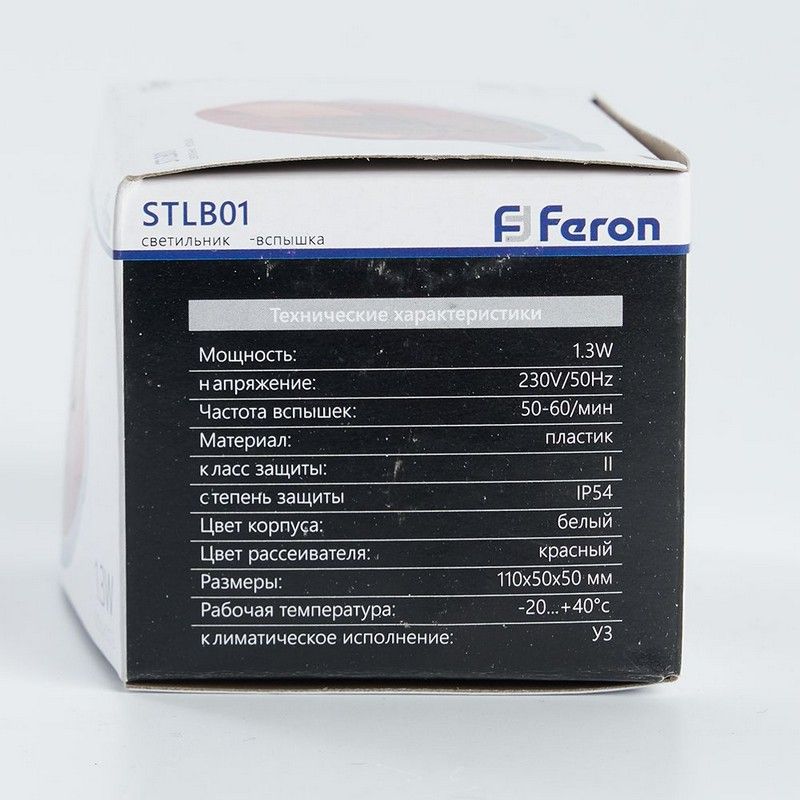 STLB01
светильник -вспышка
Feron
Технические характеристики
Мощность: 1.3W
напряжение: 230V/50Hz
Частота вспышек: 50-60/мин
Материал: пластик
класс защиты: II
степень защиты IP54
Цвет корпуса: белый
Цвет рассеивателя: красный
Размеры: 110x50x50 мм
Рабочая температура: -20...+40°c
климатическое исполнение: У3
1.3W